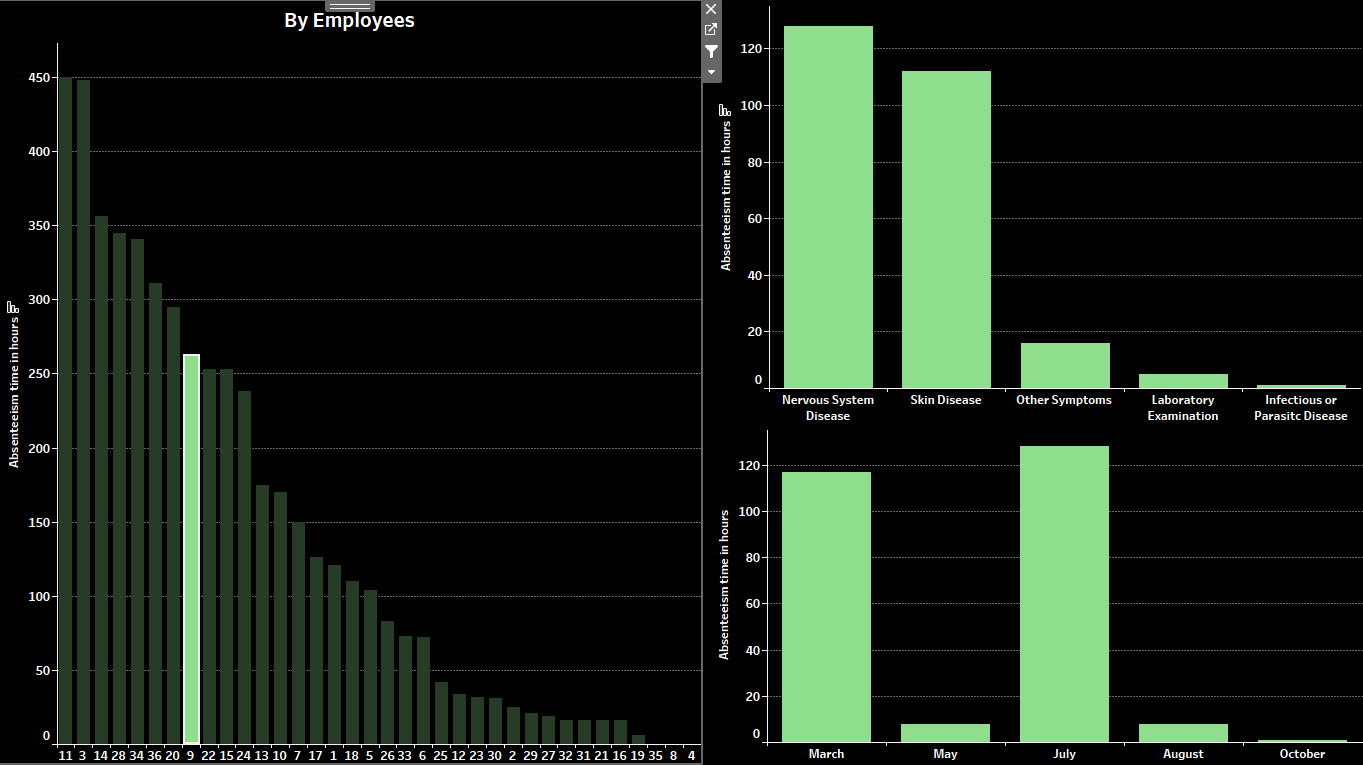 By Employees
Absenteeism time in hours
450
400
350
300
250
200
150
100
50
0
11 3 14 28 34 36 20 9 22 15 24 13 10 7 17 1 18 5 26 33 6 25 12 23 30 2 29 27 32 31 21 16 19 35 8 4
Absenteeism time in hours
120
100
80
60
40
20
0
Nervous System Disease
Skin Disease
Other Symptoms
Laboratory Examination
Infectious or Parasitc Disease
Absenteeism time in hours
120
100
80
60
40
20
0
March May July August October